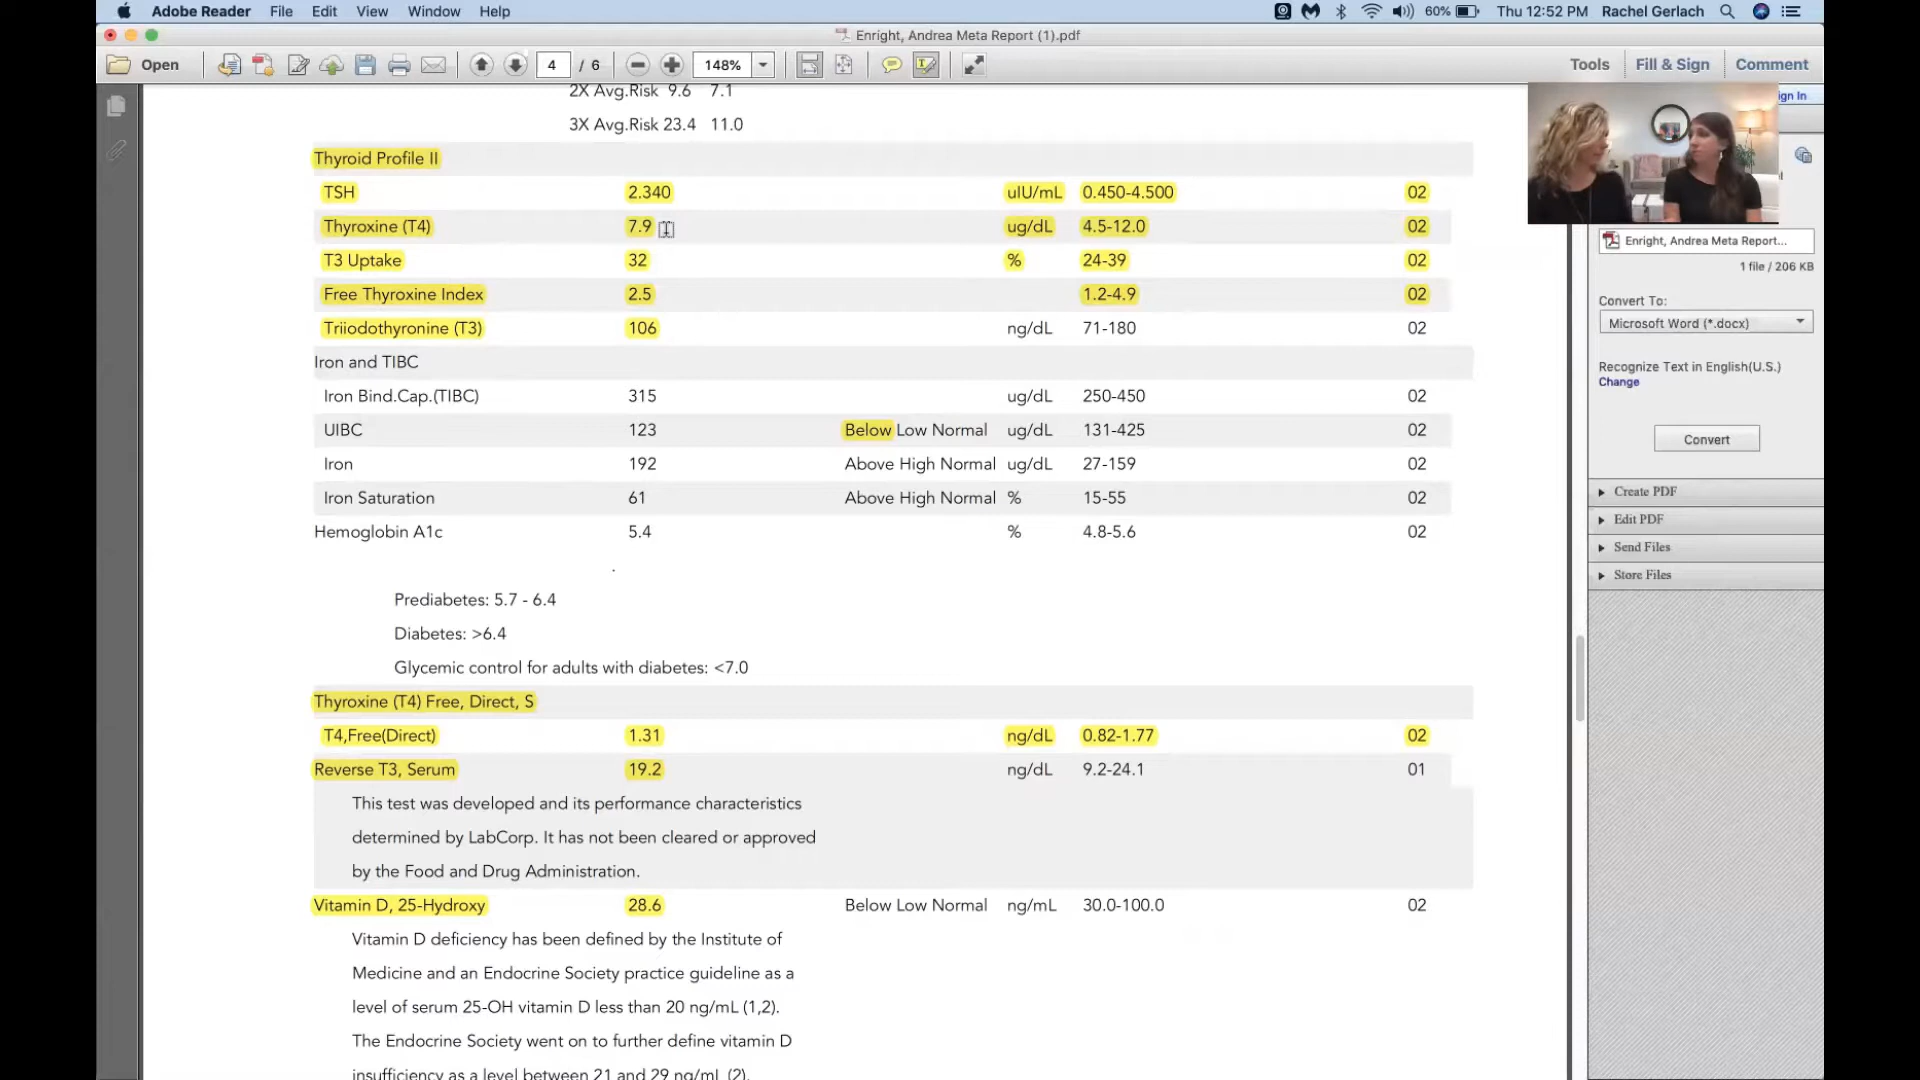 Adobe Reader File Edit View Window Help 60% Thu 12:52 PM Rachel Gerlach
Enright, Andrea Meta Report (1).pdf
Open 4 / 6 148% Tools Fill & Sign Comment
ign In
2X Avg.Risk 9.6 7.1
3X Avg.Risk 23.4 11.0
Thyroid Profile II
TSH 2.340 uIU/mL 0.450-4.500 02
Thyroxine (T4) 7.9 ug/dL 4.5-12.0 02
T3 Uptake 32 % 24-39 02
Free Thyroxine Index 2.5 1.2-4.9 02
Triiodothyronine (T3) 106 ng/dL 71-180 02
Iron and TIBC
Iron Bind.Cap.(TIBC) 315 ug/dL 250-450 02
UIBC 123 Below Low Normal ug/dL 131-425 02
Iron 192 Above High Normal ug/dL 27-159 02
Iron Saturation 61 Above High Normal % 15-55 02
Hemoglobin A1c 5.4 % 4.8-5.6 02
.
Prediabetes: 5.7 - 6.4
Diabetes: >6.4
Glycemic control for adults with diabetes: <7.0
Thyroxine (T4) Free, Direct, S
T4,Free(Direct) 1.31 ng/dL 0.82-1.77 02
Reverse T3, Serum 19.2 ng/dL 9.2-24.1 01
This test was developed and its performance characteristics
determined by LabCorp. It has not been cleared or approved
by the Food and Drug Administration.
Vitamin D, 25-Hydroxy 28.6 Below Low Normal ng/mL 30.0-100.0 02
Vitamin D deficiency has been defined by the Institute of
Medicine and an Endocrine Society practice guideline as a
level of serum 25-OH vitamin D less than 20 ng/mL (1,2).
The Endocrine Society went on to further define vitamin D
insufficiency as a level between 21 and 29 ng/mL (2).
Enright, Andrea Meta Report...
1 file / 206 KB
Convert To:
Microsoft Word (*.docx)
Recognize Text in English(U.S.)
Change
Convert
Create PDF
Edit PDF
Send Files
Store Files